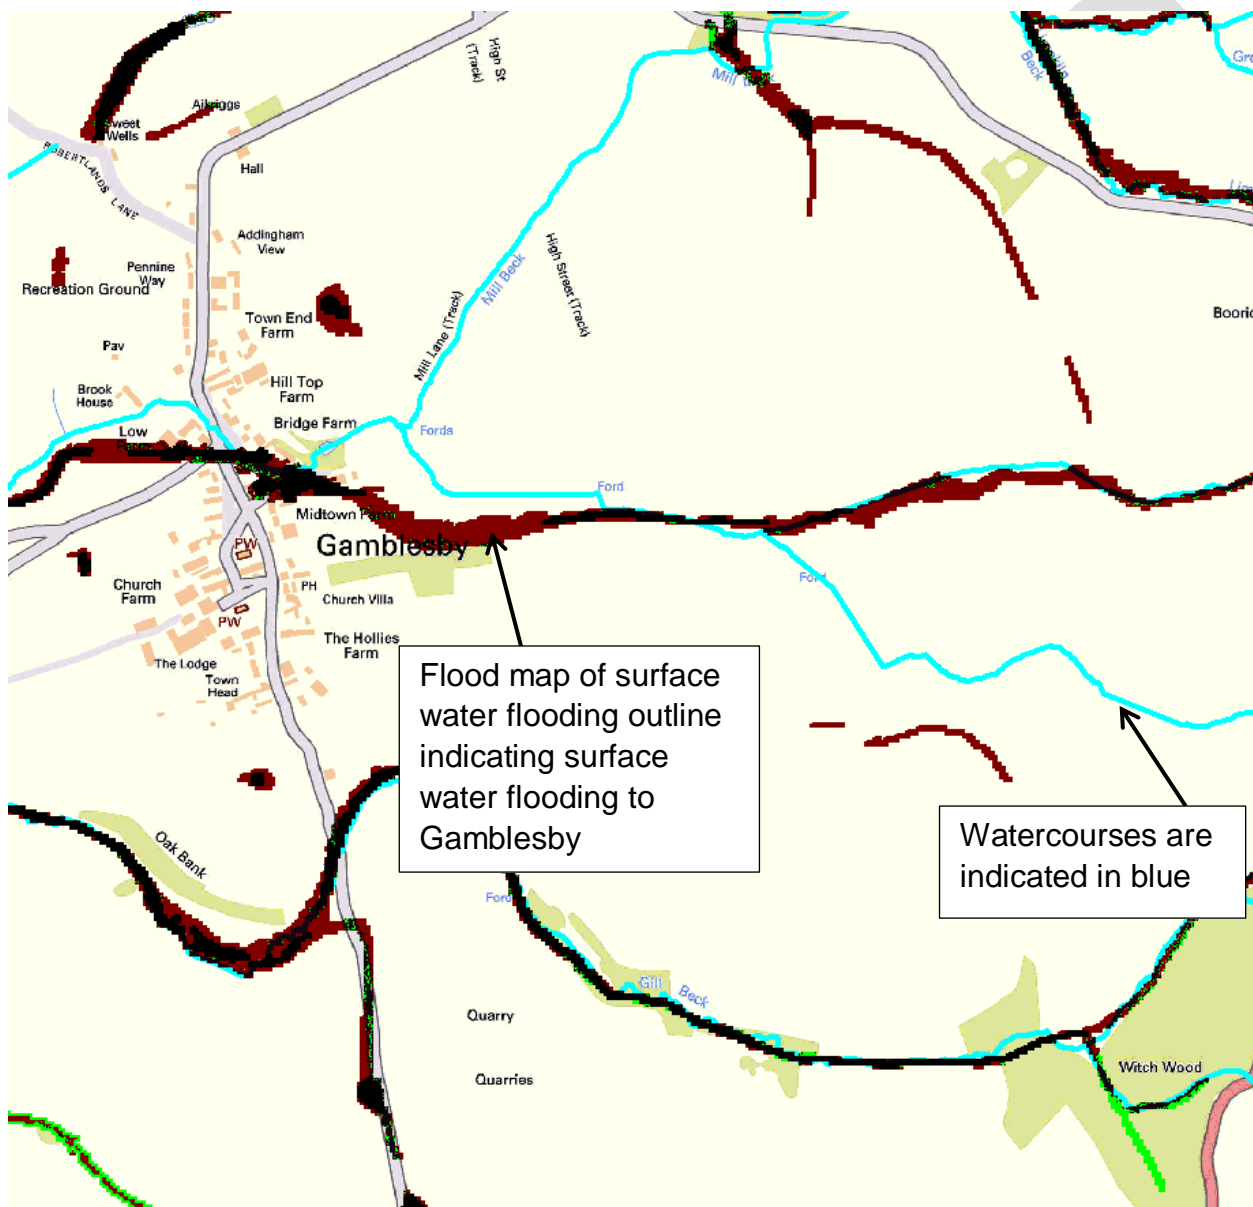 High St
(Track)
Mill Beck
Beck
Gro
Aikriggs
Sweet
Wells
ROBERTLANDS LANE
Hall
Addingham
View
Pennine
Way
Recreation Ground
High Street (Track)
Mill Beck
Mill Lane (Track)
Town End
Farm
Pav
Hill Top
Farm
Brook
House
Bridge Farm
Low
Fords
Ford
Midtown Farm
Gamblesby
PW
Ford
Church
Farm
PH
Church Villa
PW
The Hollies
Farm
The Lodge
Town
Head
Flood map of surface
water flooding outline
indicating surface
water flooding to
Gamblesby
Watercourses are
indicated in blue
Oak Bank
Ford
Gill Beck
Quarry
Quarries
Witch Wood